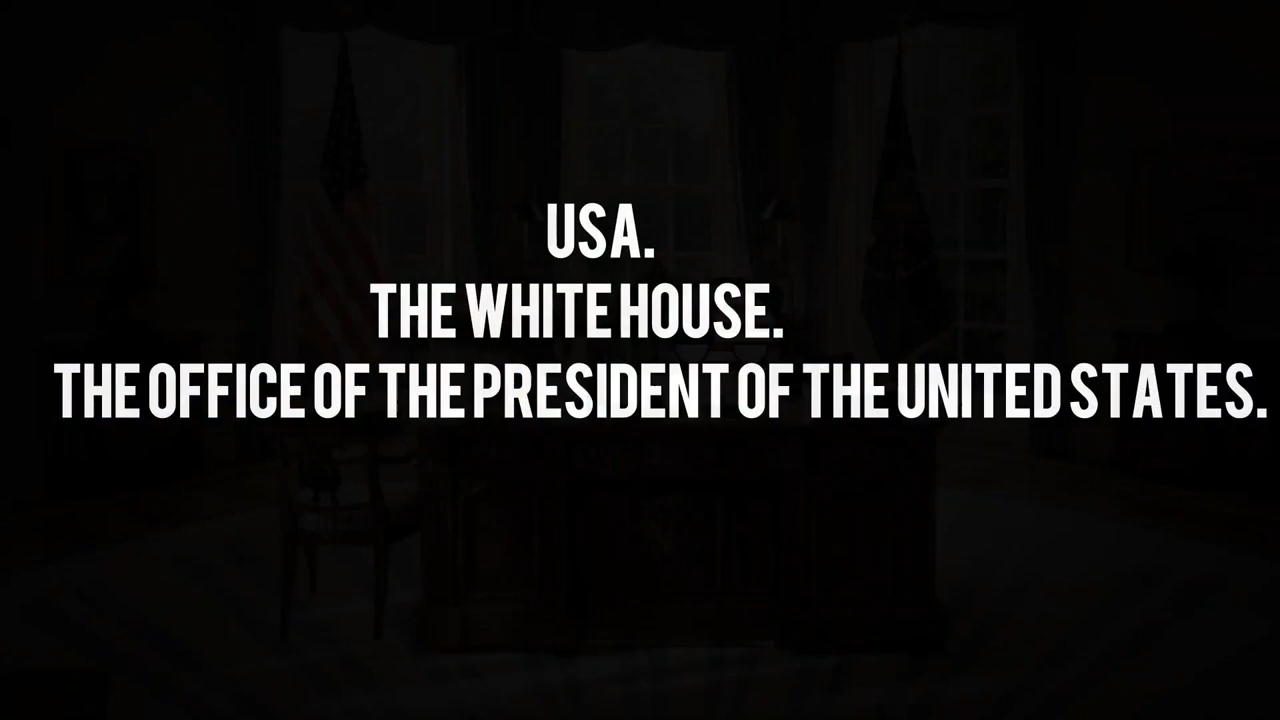 USA.
THE WHITE HOUSE.
THE OFFICE OF THE PRESIDENT OF THE UNITED STATES.